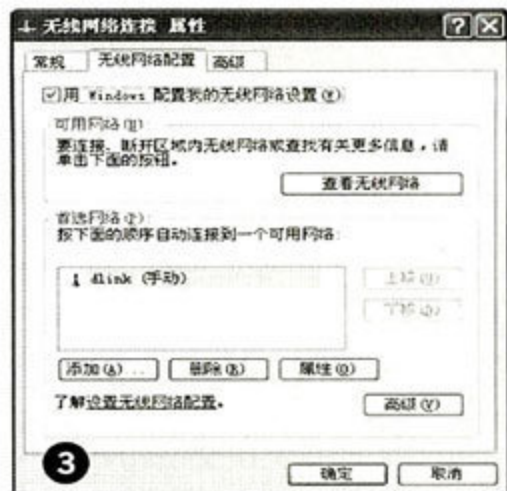 无线网络连接 属性
常规 无线网络配置 高级
用 Windows 配置我的无线网络设置(W)
可用网络(N)
要连接、断开区域内无线网络或查找有关更多信息，请
单击下面的按钮。
查看无线网络
首选网络(P):
按下面的顺序自动连接到一个可用网络:
dlink (手动)
上移(U)
下移(D)
添加(A)... 删除(R) 属性(O)
了解设置无线网络配置。 高级(V)
3
确定 取消